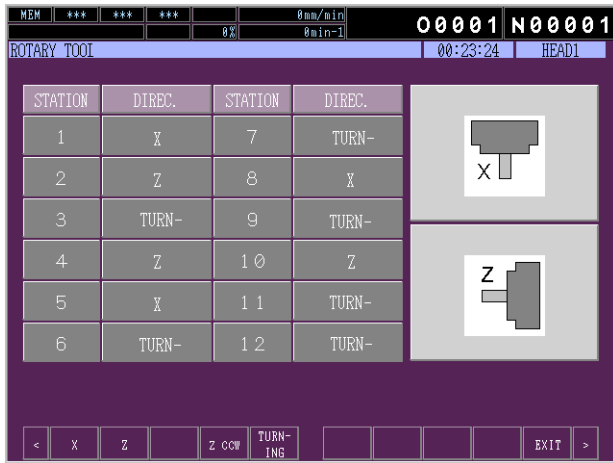 MEM *** *** *** 0mm/min O0001 N00001
0% 0min-1
ROTARY TOOL 00:23:24 HEAD1
STATION DIREC. STATION DIREC.
1 X 7 TURN-
2 Z 8 X
3 TURN- 9 TURN-
4 Z 10 Z
5 X 11 TURN-
6 TURN- 12 TURN-
X
Z
< X Z Z CCW TURN- EXIT >
ING